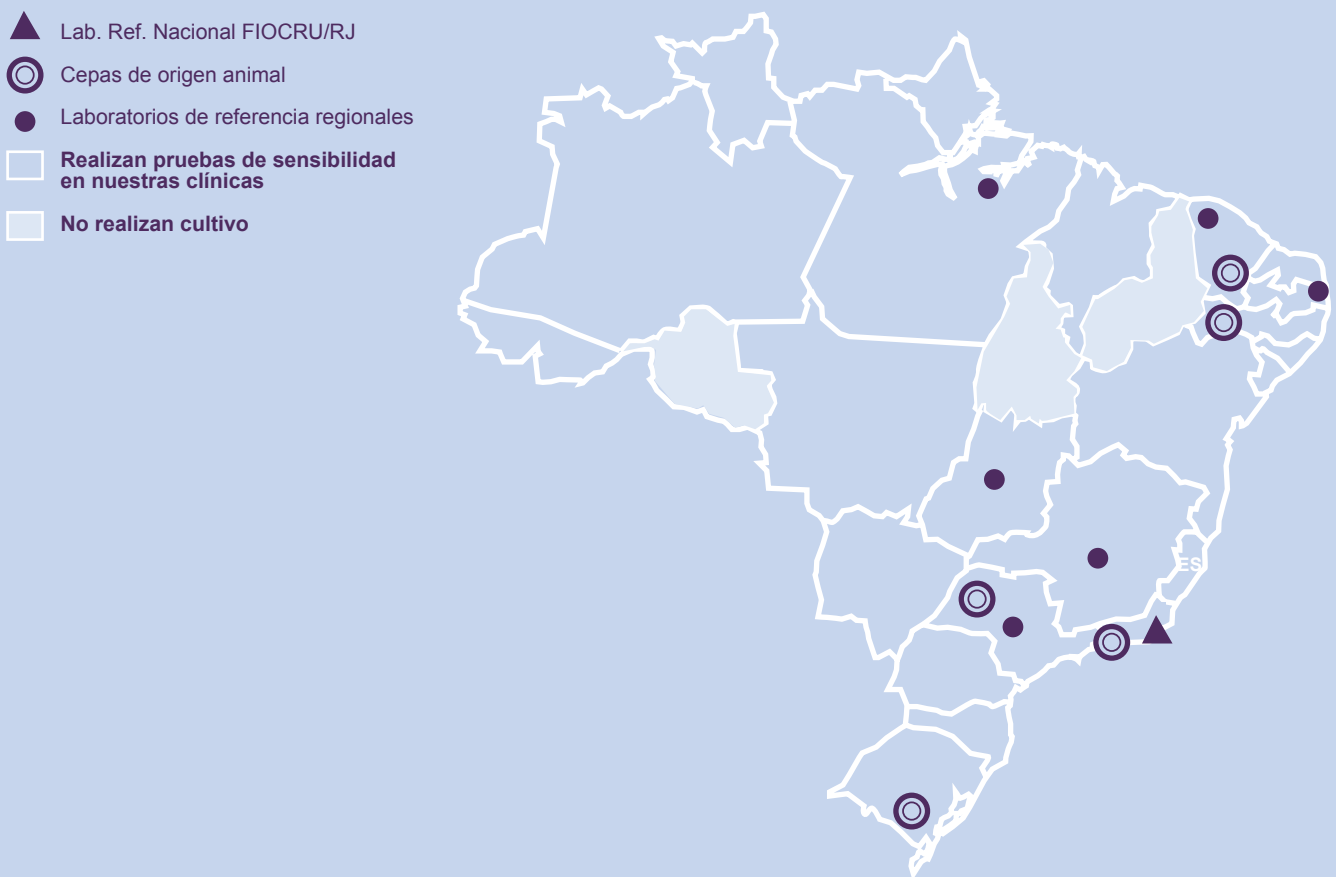 Lab. Ref. Nacional FIOCRU/RJ
Cepas de origen animal
Laboratorios de referencia regionales
Realizan pruebas de sensibilidad
en nuestras clínicas
No realizan cultivo
ES